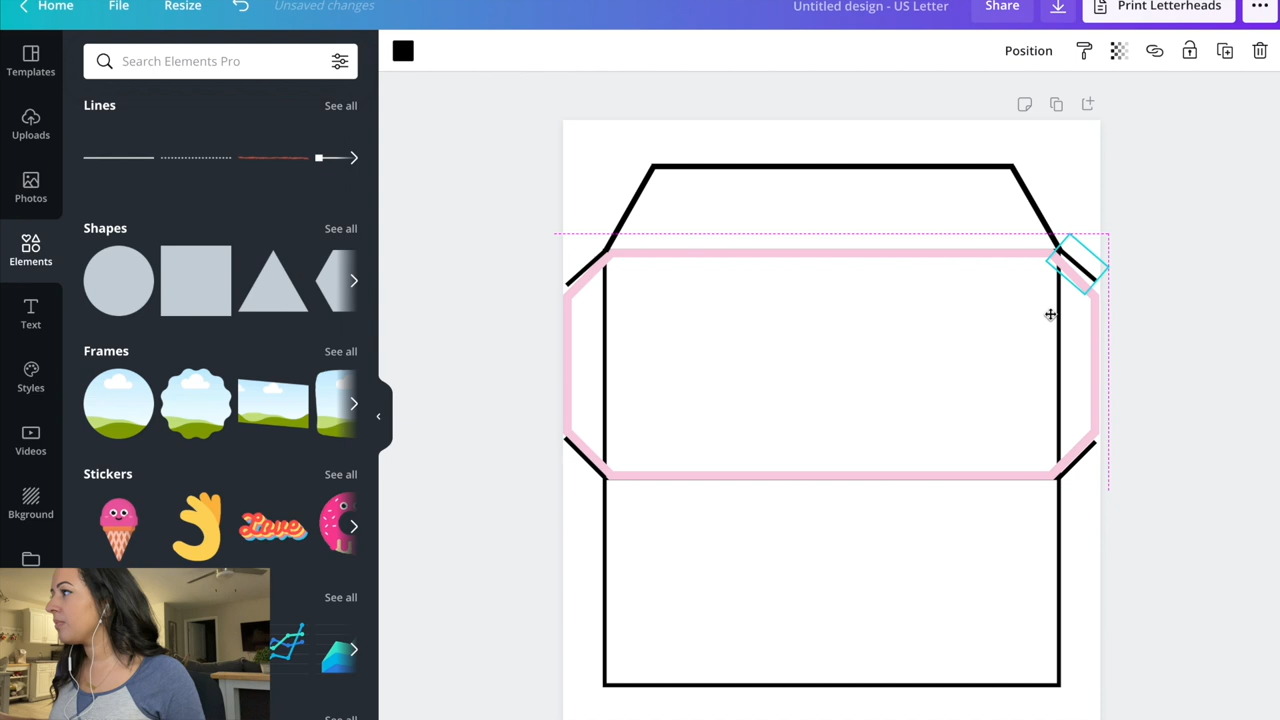 Home File Resize Unsaved changes Untitled design - US Letter Share Print Letterheads
Templates
Uploads
Photos
Elements
Text
Styles
Videos
Bkground
Search Elements Pro
Lines See all
Shapes See all
Frames See all
Stickers See all
Love
See all
Position